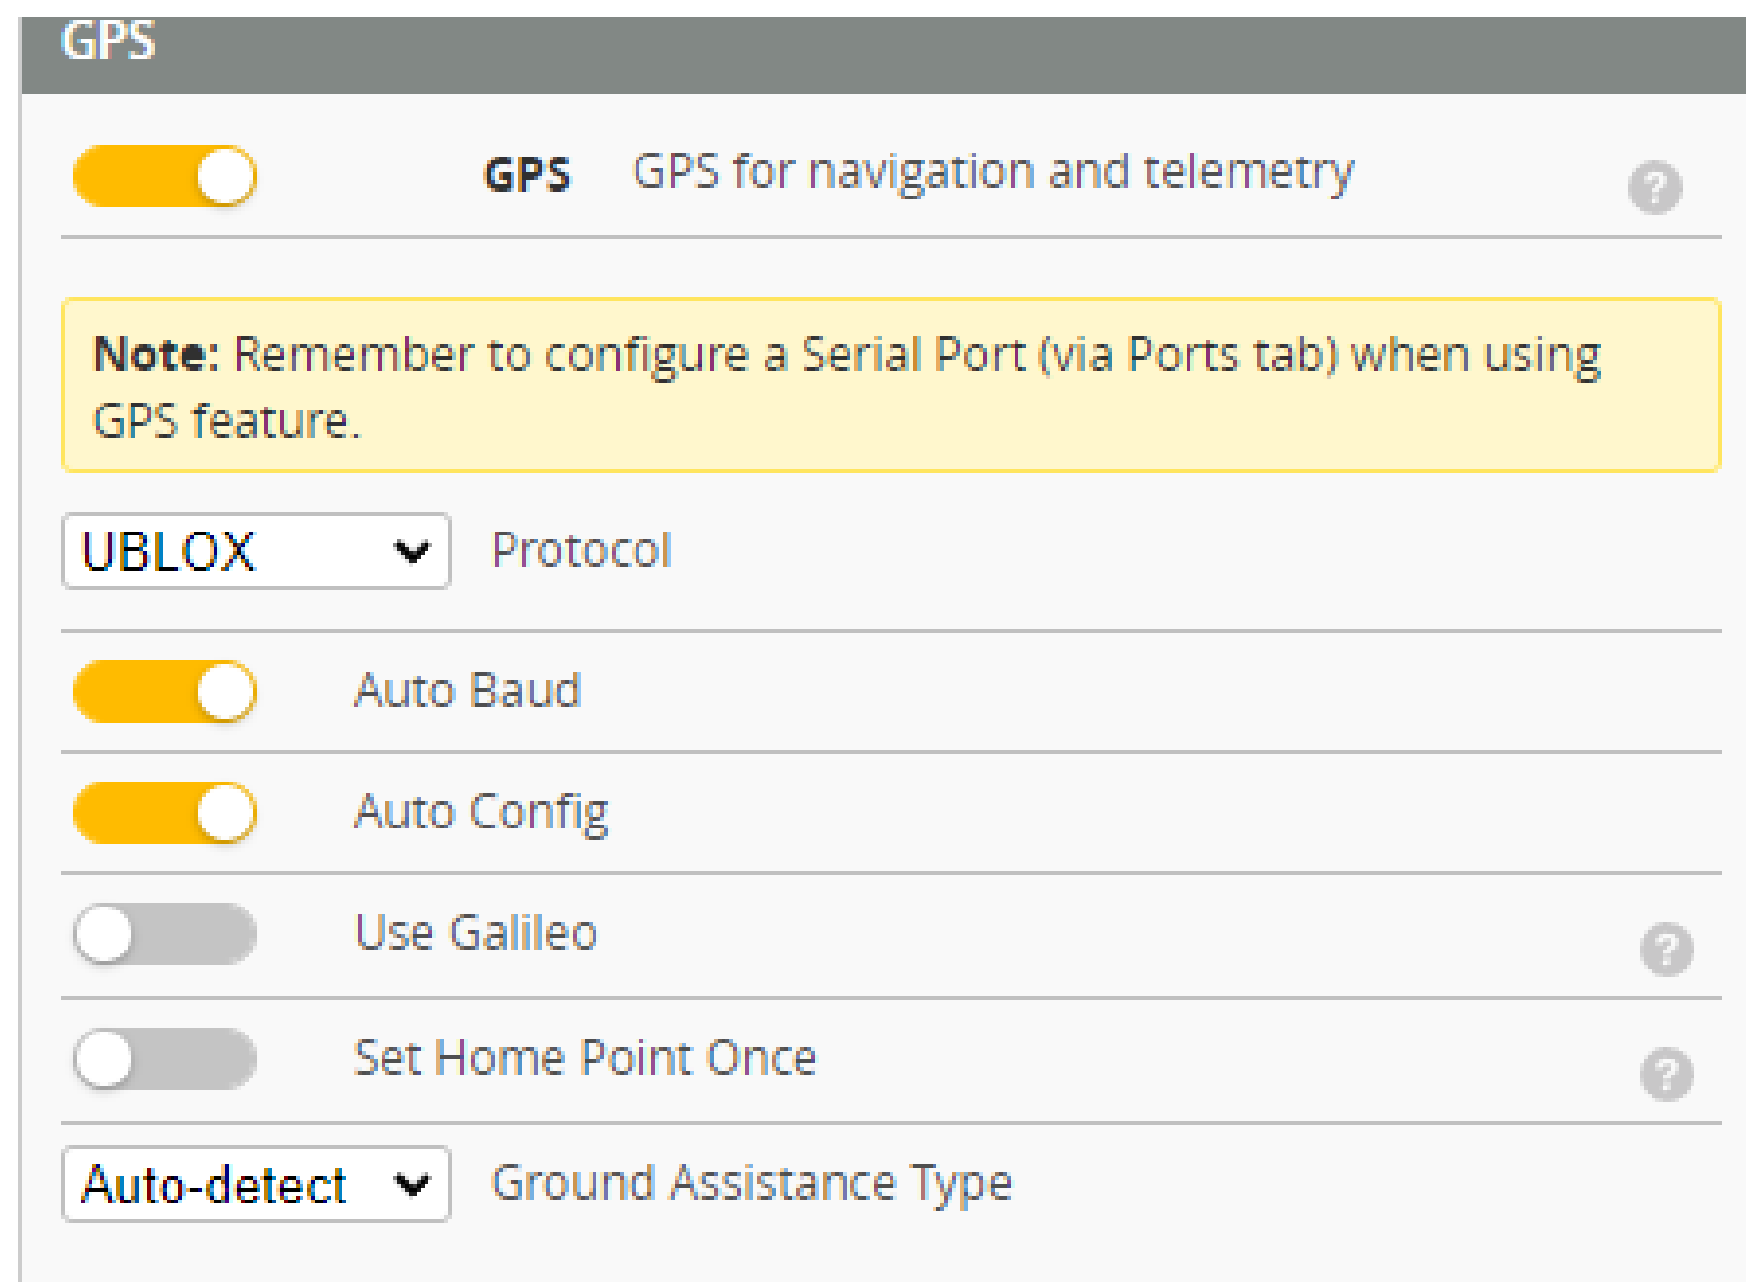 GPS
GPS GPS for navigation and telemetry ?
Note: Remember to configure a Serial Port (via Ports tab) when using
GPS feature.
UBLOX Protocol
Auto Baud
Auto Config
Use Galileo ?
Set Home Point Once ?
Auto-detect Ground Assistance Type